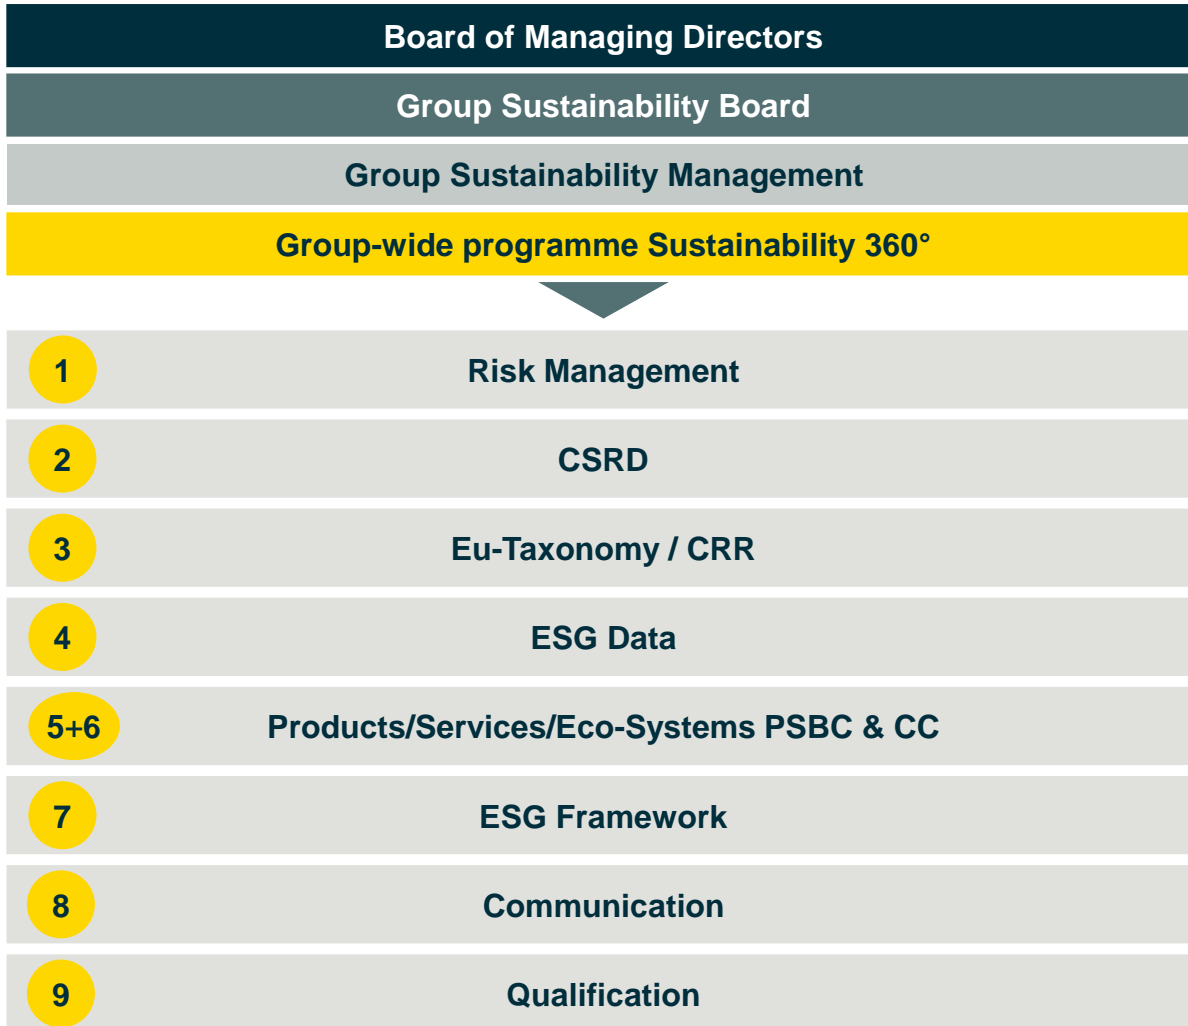 Board of Managing Directors
Group Sustainability Board
Group Sustainability Management
Group-wide programme Sustainability 360°
1 Risk Management
2 CSRD
3 Eu-Taxonomy / CRR
4 ESG Data
5+6 Products/Services/Eco-Systems PSBC & CC
7 ESG Framework
8 Communication
9 Qualification